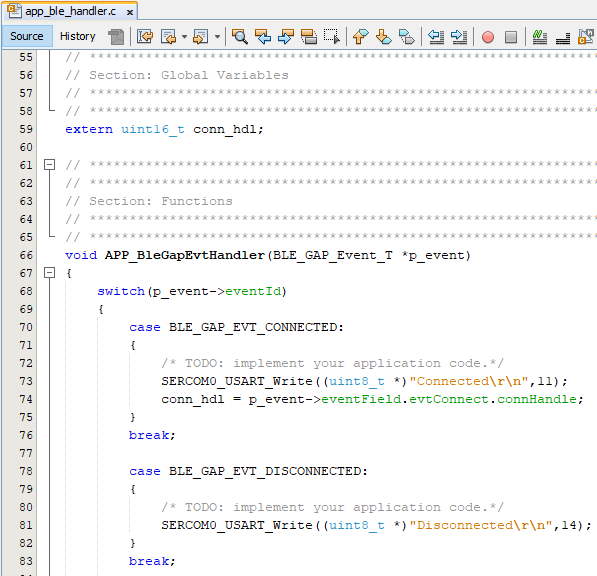 app_ble_handler.c x
Source History
55 // ****************************************************************
56 // Section: Global Variables
57 // ****************************************************************
58 // ****************************************************************
59 extern uint16_t conn_hdl;
60
61 // ****************************************************************
62 // ****************************************************************
63 // Section: Functions
64 // ****************************************************************
65 // ****************************************************************
66 void APP_BleGapEvtHandler(BLE_GAP_Event_T *p_event)
67 {
68     switch(p_event->eventId)
69     {
70         case BLE_GAP_EVT_CONNECTED:
71         {
72             /* TODO: implement your application code.*/
73             SERCOM0_USART_Write((uint8_t *)"Connected\r\n",11);
74             conn_hdl = p_event->eventField.evtConnect.connHandle;
75         }
76         break;
77
78         case BLE_GAP_EVT_DISCONNECTED:
79         {
80             /* TODO: implement your application code.*/
81             SERCOM0_USART_Write((uint8_t *)"Disconnected\r\n",14);
82         }
83         break;